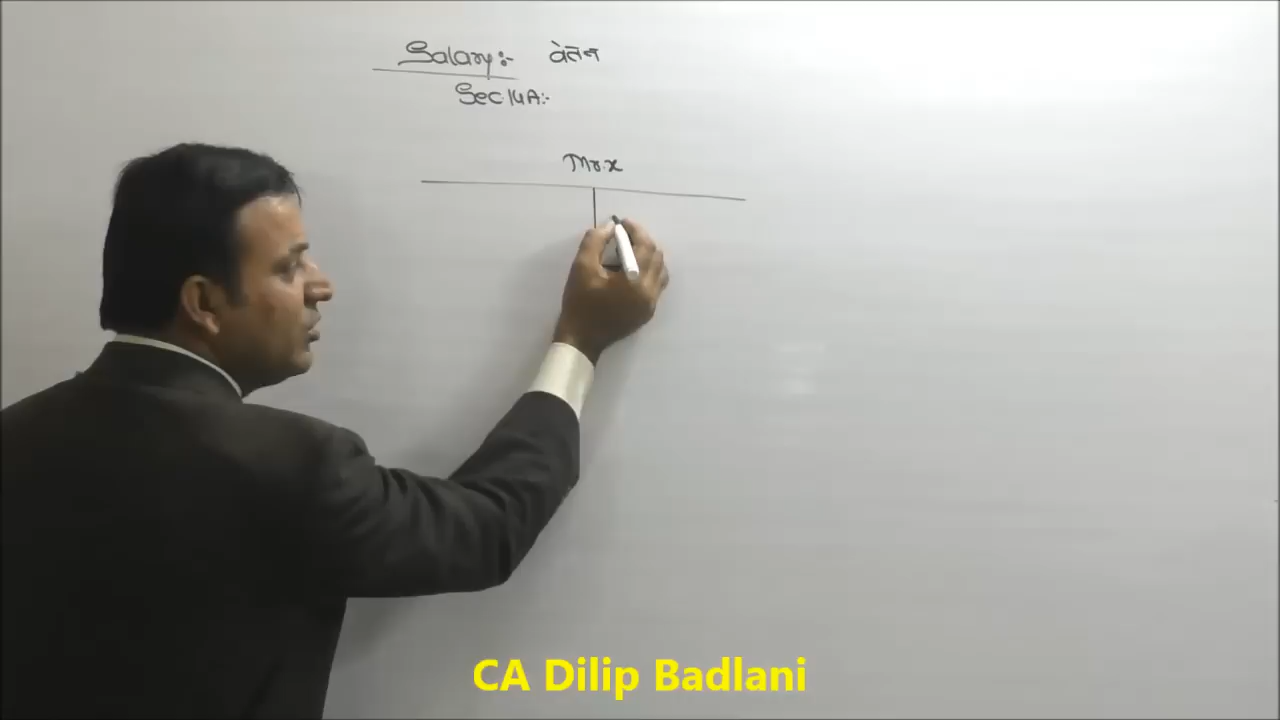 Salary:- वेतन
Sec.14A:-
Mr.x
CA Dilip Badlani